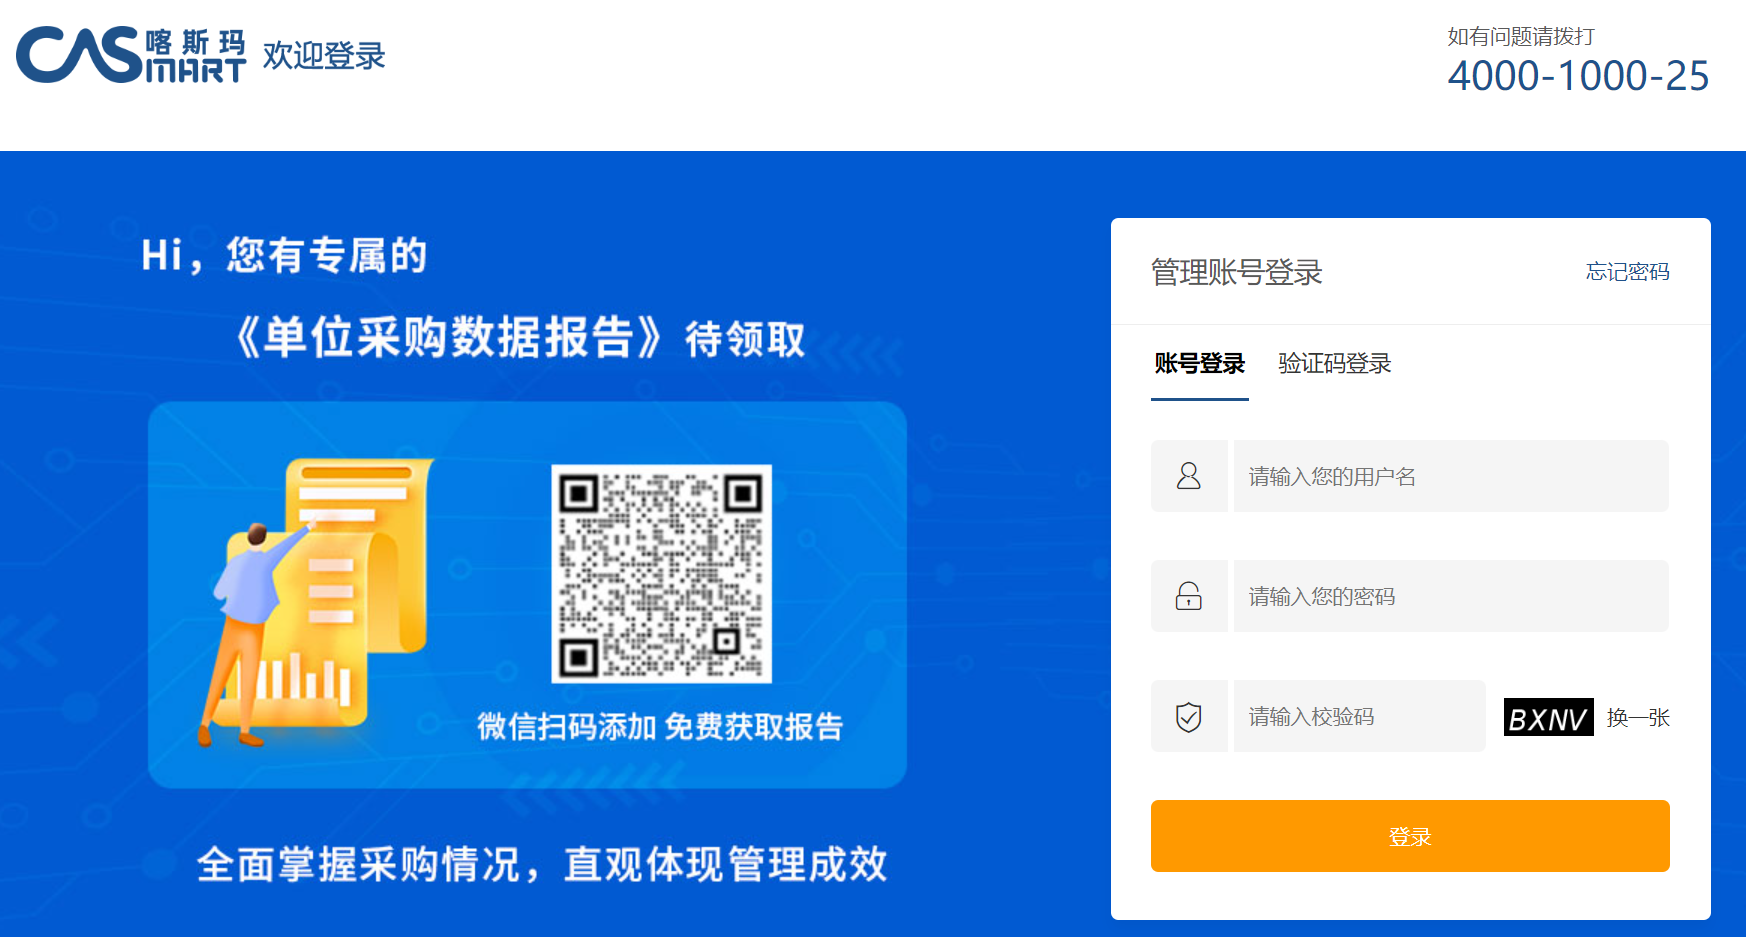 CAS 喀斯玛 MART 欢迎登录
如有问题请拨打
4000-1000-25
Hi，您有专属的
《单位采购数据报告》待领取
微信扫码添加 免费获取报告
全面掌握采购情况，直观体现管理成效
管理账号登录 忘记密码
账号登录 验证码登录
请输入您的用户名
请输入您的密码
请输入校验码 BXNV 换一张
登录